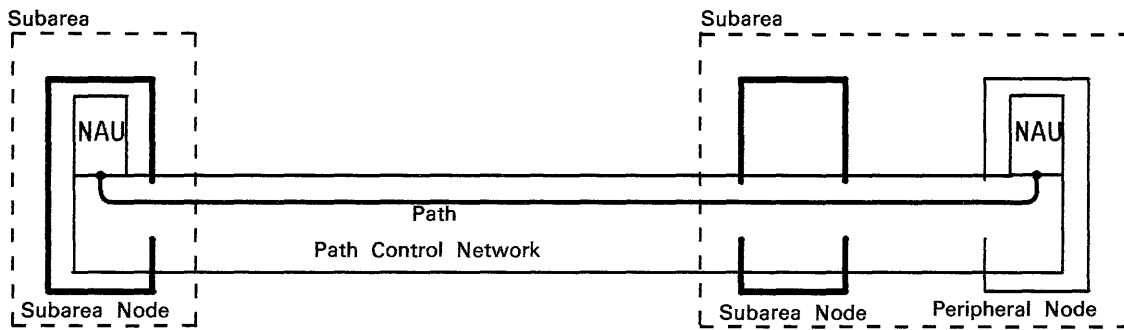 Subarea
Subarea
NAU
NAU
Path
Path Control Network
Subarea Node
Subarea Node
Peripheral Node